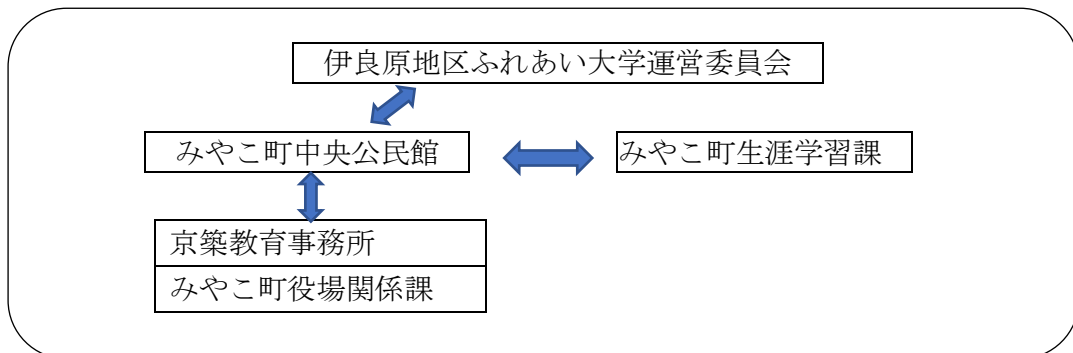 伊良原地区ふれあい大学運営委員会
みやこ町中央公民館
みやこ町生涯学習課
京築教育事務所
みやこ町役場関係課